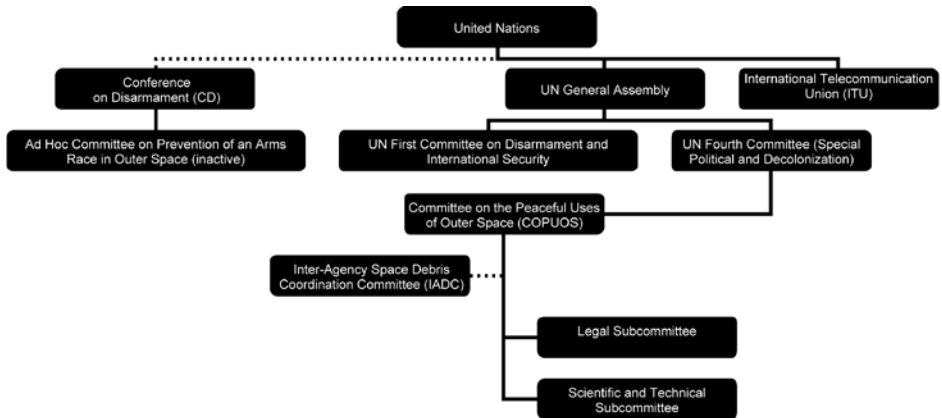 United Nations
Conference
on Disarmament (CD)
UN General Assembly
International Telecommunication
Union (ITU)
Ad Hoc Committee on Prevention of an Arms
Race in Outer Space (inactive)
UN First Committee on Disarmament and
International Security
UN Fourth Committee (Special
Political and Decolonization)
Committee on the Peaceful Uses
of Outer Space (COPUOS)
Inter-Agency Space Debris
Coordination Committee (IADC)
Legal Subcommittee
Scientific and Technical
Subcommittee